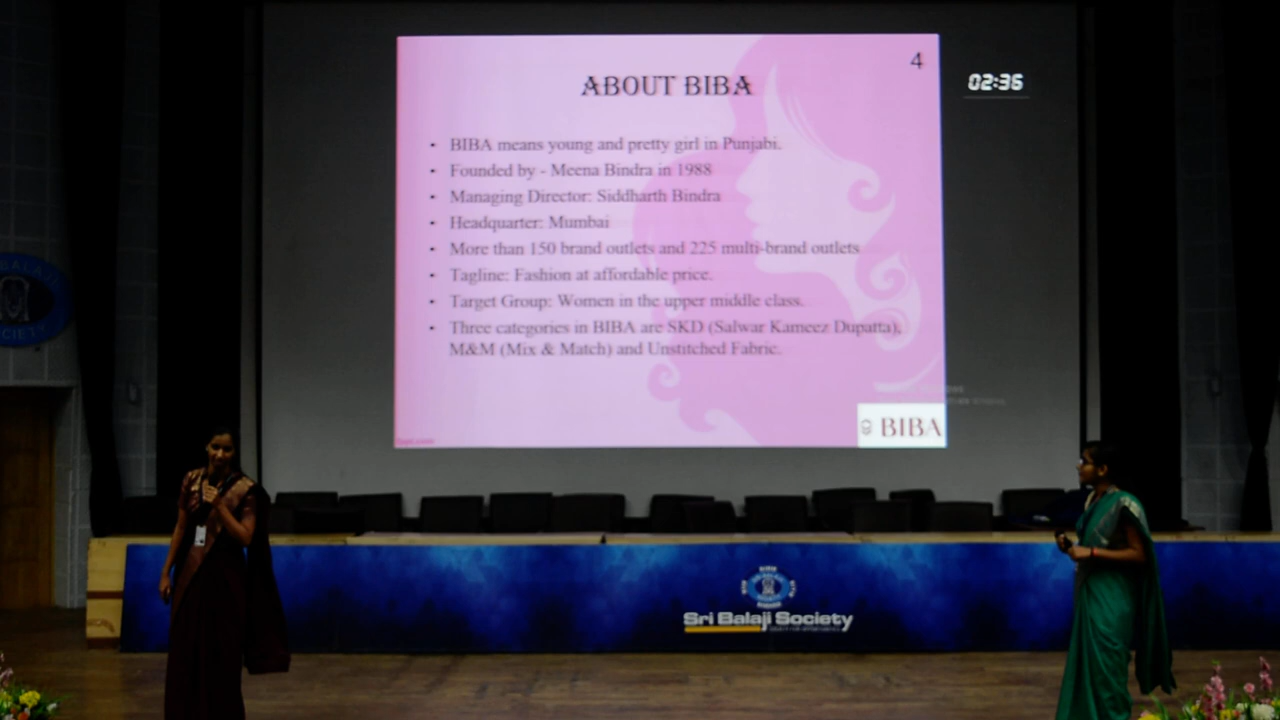 4
ABOUT BIBA
02:36
• BIBA means young and pretty girl in Punjabi.
• Founded by - Meena Bindra in 1988
• Managing Director: Siddharth Bindra
• Headquarter: Mumbai
• More than 150 brand outlets and 225 multi-brand outlets
• Tagline: Fashion at affordable price.
• Target Group: Women in the upper middle class.
• Three categories in BIBA are SKD (Salwar Kameez Dupatta),
M&M (Mix & Match) and Unstitched Fabric.
BIBA
Sri Balaji Society